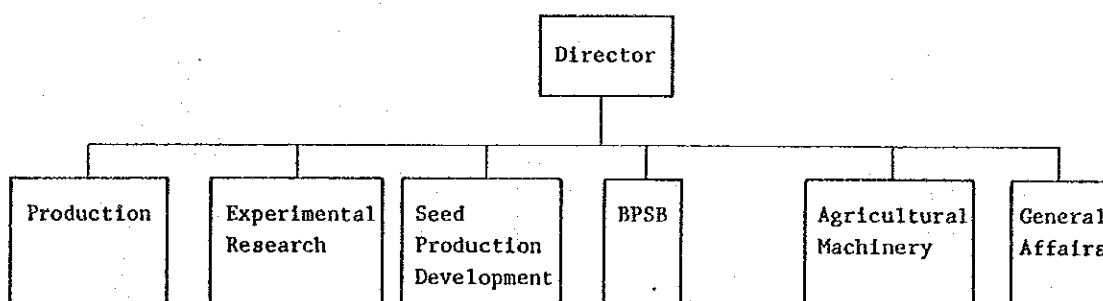 Director
Production
Experimental
Research
Seed
Production
Development
BPSB
Agricultural
Machinery
General
Affairs